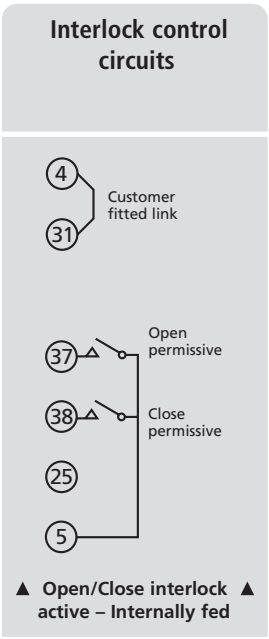 Interlock control
circuits
4
Customer
fitted link
31
Open
permissive
37
38
Close
permissive
25
5
▲ Open/Close interlock ▲
active – Internally fed